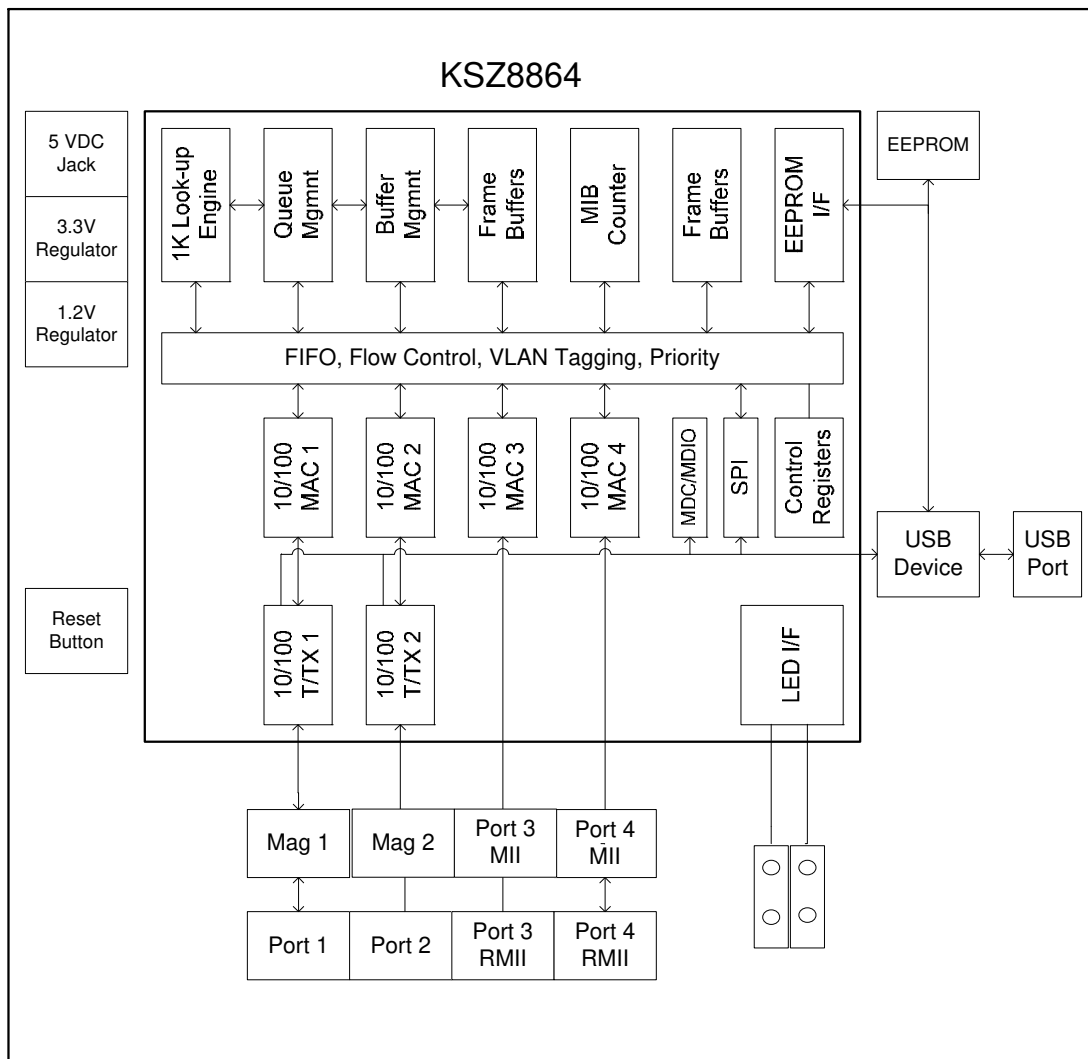 KSZ8864
5 VDC
Jack
3.3V
Regulator
1.2V
Regulator
1K Look-up
Engine
Queue
Mgmnt
Buffer
Mgmnt
Frame
Buffers
MIB
Counter
Frame
Buffers
EEPROM
I/F
EEPROM
FIFO, Flow Control, VLAN Tagging, Priority
10/100
MAC 1
10/100
MAC 2
10/100
MAC 3
10/100
MAC 4
MDC/MDIO
SPI
Control
Registers
USB
Device
USB
Port
Reset
Button
10/100
T/TX 1
10/100
T/TX 2
LED I/F
Mag 1
Mag 2
Port 3
MII
Port 4
MII
Port 1
Port 2
Port 3
RMII
Port 4
RMII